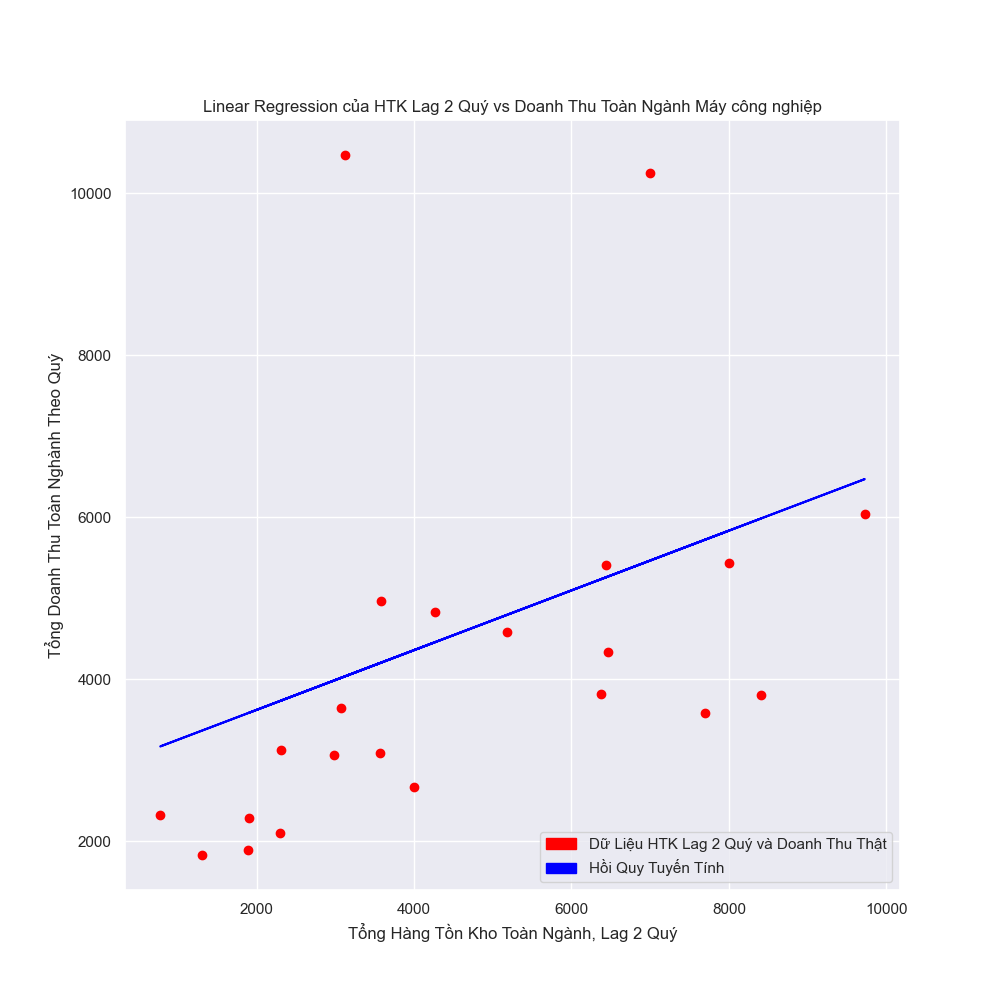 Linear Regression của HTK Lag 2 Quý vs Doanh Thu Toàn Ngành Máy công nghiệp
Tổng Doanh Thu Toàn Nghành Theo Quý
10000
8000
6000
4000
2000
Dữ Liệu HTK Lag 2 Quý và Doanh Thu Thật
Hồi Quy Tuyến Tính
2000 4000 6000 8000 10000
Tổng Hàng Tồn Kho Toàn Ngành, Lag 2 Quý